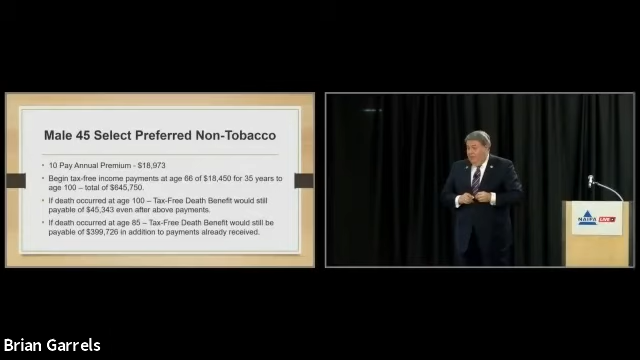 Male 45 Select Preferred Non-Tobacco
• 10 Pay Annual Premium - $18,973
• Begin tax-free income payments at age 66 of $18,450 for 35 years to
age 100 – total of $645,750.
• If death occurred at age 100 – Tax-Free Death Benefit would still
payable of $45,343 even after above payments.
• If death occurred at age 85 – Tax-Free Death Benefit would still be
payable of $399,726 in addition to payments already received.
NAIFA LIVE
Brian Garrels